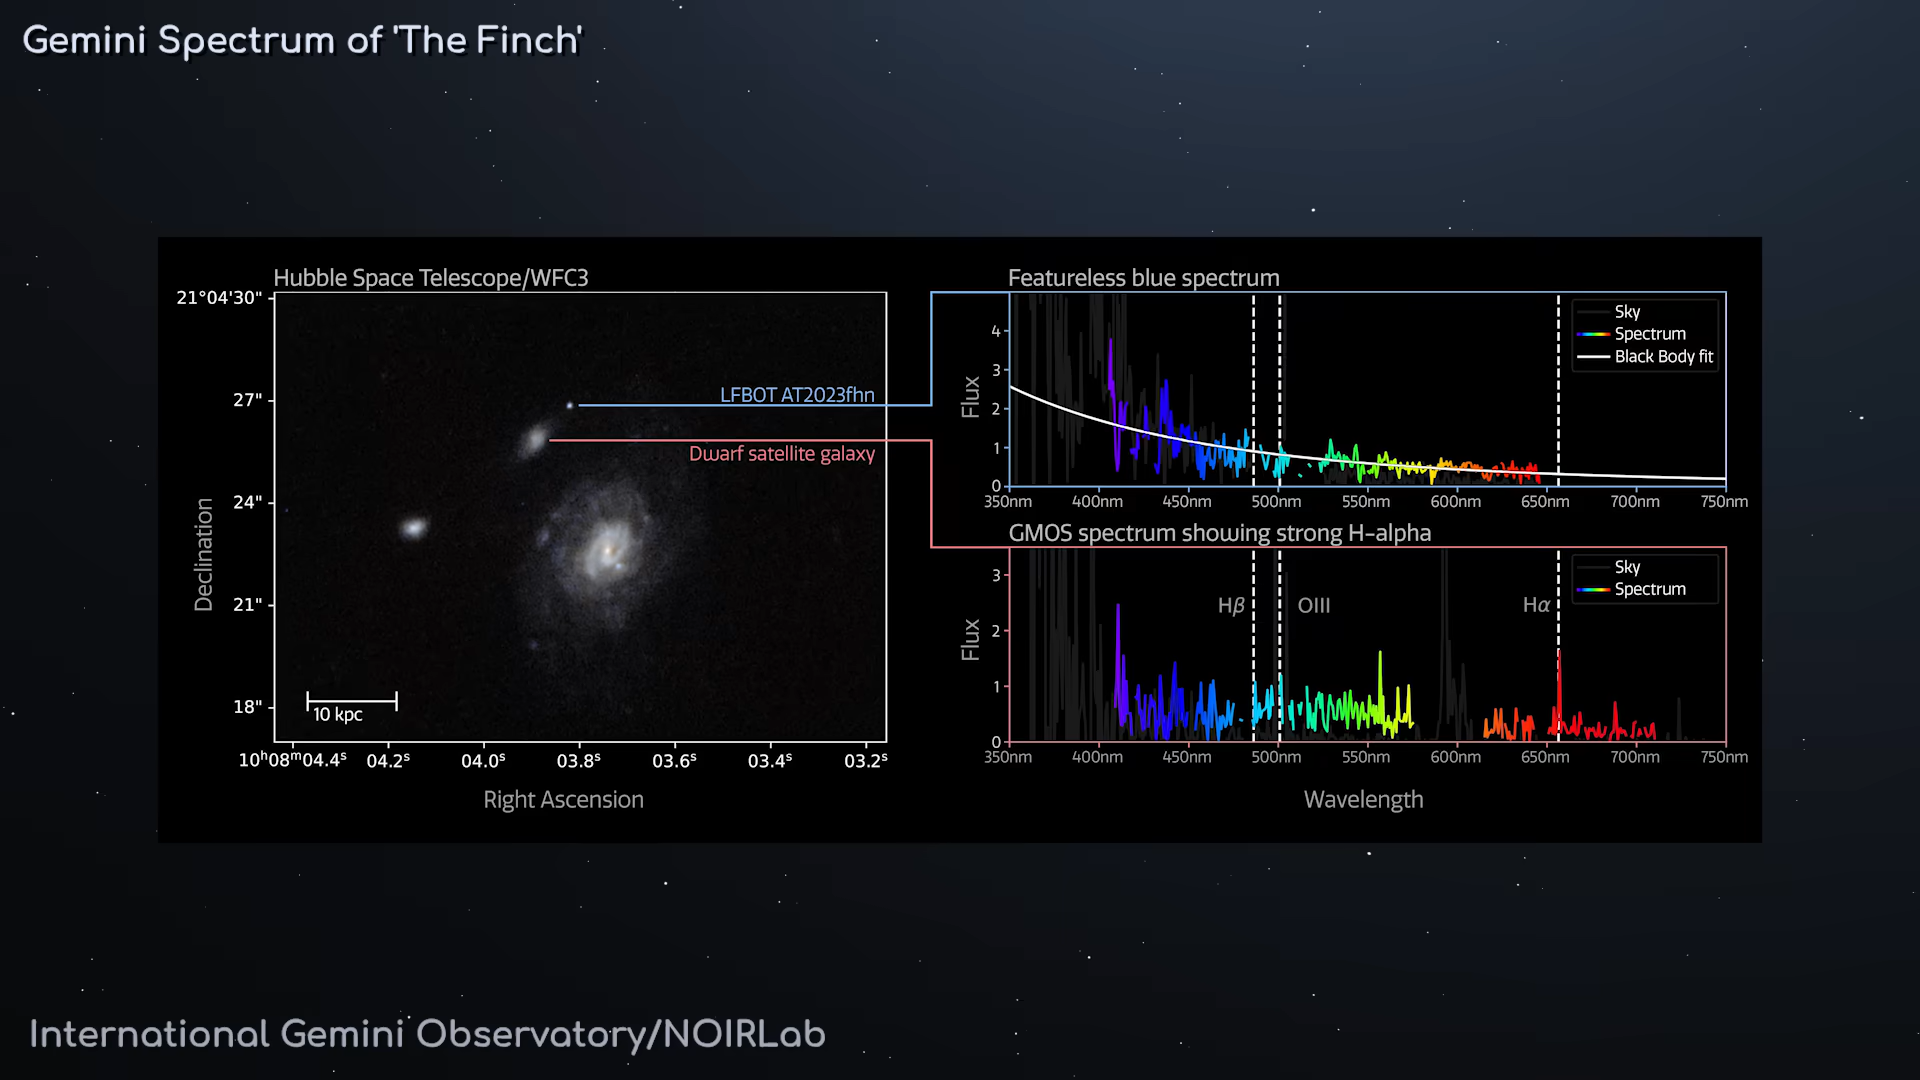 Gemini Spectrum of 'The Finch'
Hubble Space Telescope/WFC3
21°04'30"
27"
24"
21"
18"
Declination
LFBOT AT2023fhn
Dwarf satellite galaxy
10 kpc
10ʰ08ᵐ04.4ˢ 04.2ˢ 04.0ˢ 03.8ˢ 03.6ˢ 03.4ˢ 03.2ˢ
Right Ascension
Featureless blue spectrum
Flux
4
3
2
1
0
Sky
Spectrum
Black Body fit
350nm 400nm 450nm 500nm 550nm 600nm 650nm 700nm 750nm
GMOS spectrum showing strong H-alpha
Flux
3
2
1
0
Hβ OIII Hα
Sky
Spectrum
350nm 400nm 450nm 500nm 550nm 600nm 650nm 700nm 750nm
Wavelength
International Gemini Observatory/NOIRLab